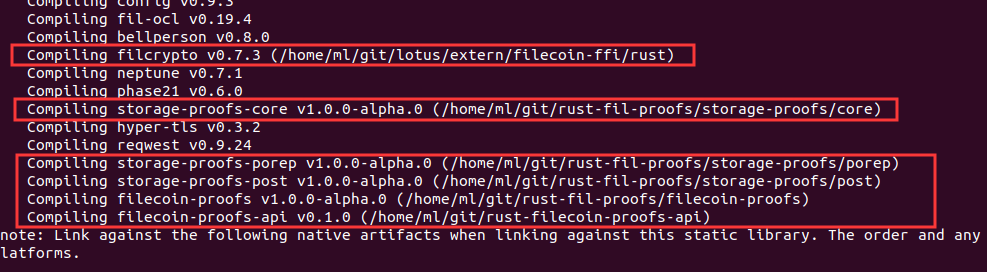 Compiling config v0.9.3
Compiling fil-ocl v0.19.4
Compiling bellperson v0.8.0
Compiling filcrypto v0.7.3 (/home/ml/git/lotus/extern/filecoin-ffi/rust)
Compiling neptune v0.7.1
Compiling phase21 v0.6.0
Compiling storage-proofs-core v1.0.0-alpha.0 (/home/ml/git/rust-fil-proofs/storage-proofs/core)
Compiling hyper-tls v0.3.2
Compiling reqwest v0.9.24
Compiling storage-proofs-porep v1.0.0-alpha.0 (/home/ml/git/rust-fil-proofs/storage-proofs/porep)
Compiling storage-proofs-post v1.0.0-alpha.0 (/home/ml/git/rust-fil-proofs/storage-proofs/post)
Compiling filecoin-proofs v1.0.0-alpha.0 (/home/ml/git/rust-fil-proofs/filecoin-proofs)
Compiling filecoin-proofs-api v0.1.0 (/home/ml/git/rust-filecoin-proofs-api)
note: Link against the following native artifacts when linking against this static library. The order and any
latforms.